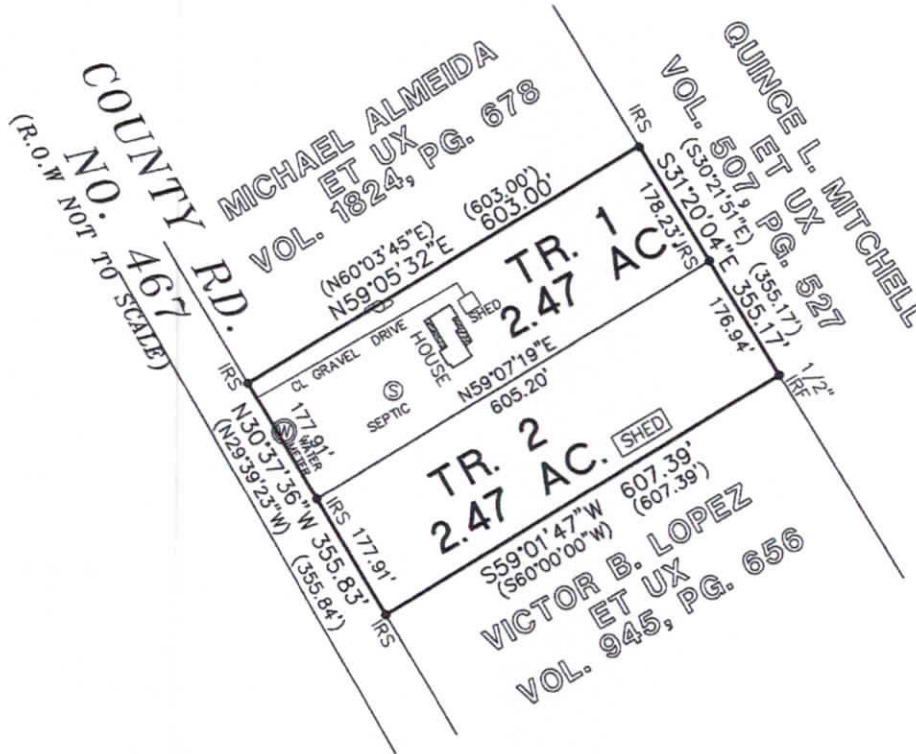 COUNTY RD.
NO. 467
(R.O.W NOT TO SCALE)
MICHAEL ALMEIDA
ET UX
VOL. 1824, PG. 678
QUINCE L. MITCHELL
ET UX
VOL. 507, PG. 527
(N60°03'45"E) (603.00')
N59°05'32"E 603.00'
IRS
(S30°21'51"E) (355.17')
S31°20'04"E 355.17'
178.23'
IRS
176.94'
1/2"
IRF
TR. 1
2.47 AC.
SHED
HOUSE
CL GRAVEL DRIVE
S
SEPTIC
IRS
177.91'
W
WATER
METER
N30°37'36"W 355.83'
(N29°39'23"W) (355.84')
N59°07'19"E
605.20'
IRS
177.91'
TR. 2
2.47 AC.
SHED
S59°01'47"W 607.39'
(S60°00'00"W) (607.39')
IRS
VICTOR B. LOPEZ
ET UX
VOL. 945, PG. 656